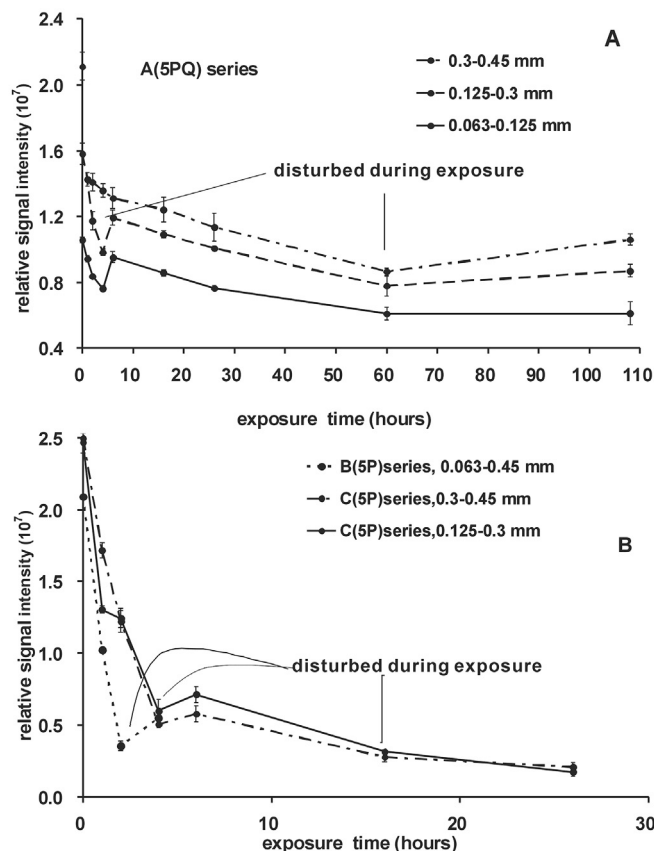 2.4
A
A(5PQ) series
0.3-0.45 mm
2.0
0.125-0.3 mm
0.063-0.125 mm
1.6
disturbed during exposure
1.2
0.8
0.4
relative signal intensity (10⁷)
0 10 20 30 40 50 60 70 80 90 100 110
exposure time (hours)
2.5
B(5P)series, 0.063-0.45 mm
C(5P)series,0.3-0.45 mm
2.0
C(5P)series,0.125-0.3 mm
B
1.5
1.0
disturbed during exposure
0.5
0.0
relative signal intensity (10⁷)
0 10 20 30
exposure time (hours)